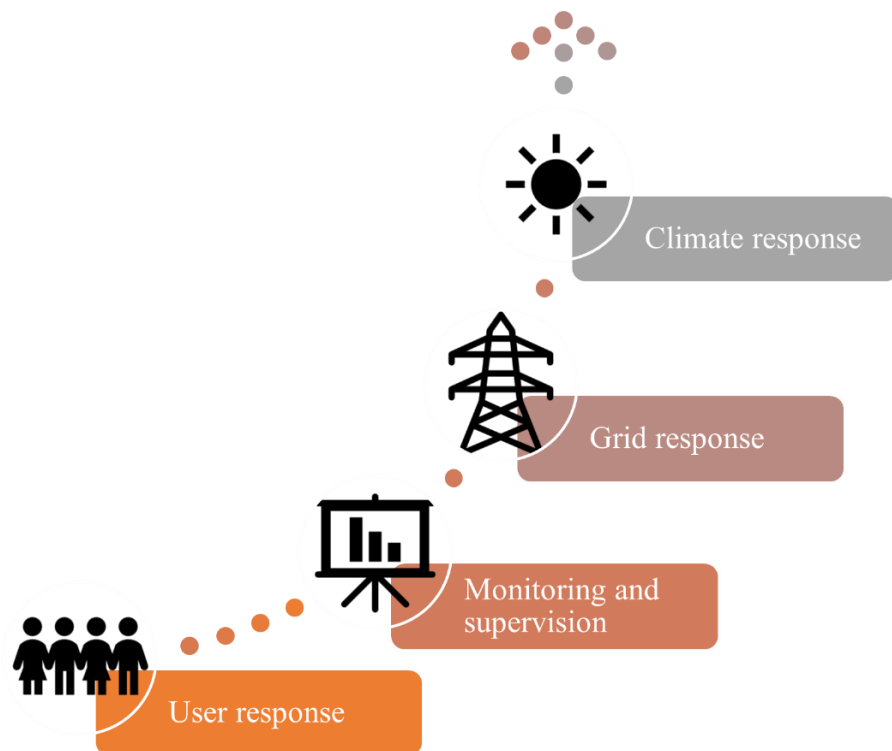 Climate response
Grid response
Monitoring and
supervision
User response